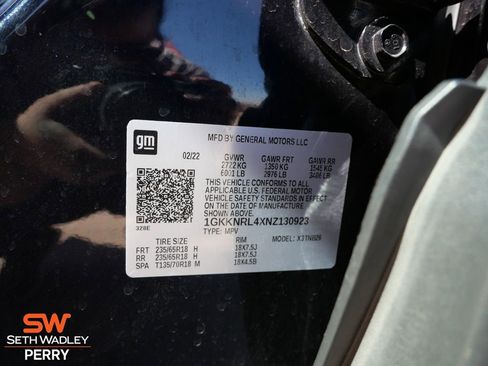 gm
MFD BY GENERAL MOTORS LLC
02/22 GVWR GAWR FRT GAWR RR
2722 KG 1350 KG 1545 KG
6001 LB 2976 LB 3406 LB
THIS VEHICLE CONFORMS TO ALL
APPLICABLE U.S. FEDERAL MOTOR
VEHICLE SAFETY STANDARDS IN EFFECT
ON THE DATE OF MANUFACTURE SHOWN ABOVE.
1GKKNRL4XNZ130923
328E TYPE: MPV
TIRE SIZE RIM MODEL:
FRT 235/65R18 H 18X7.5J
RR 235/65R18 H 18X7.5J
SPA T135/70R18 M 18X4.5B
SW
SETH WADLEY
PERRY